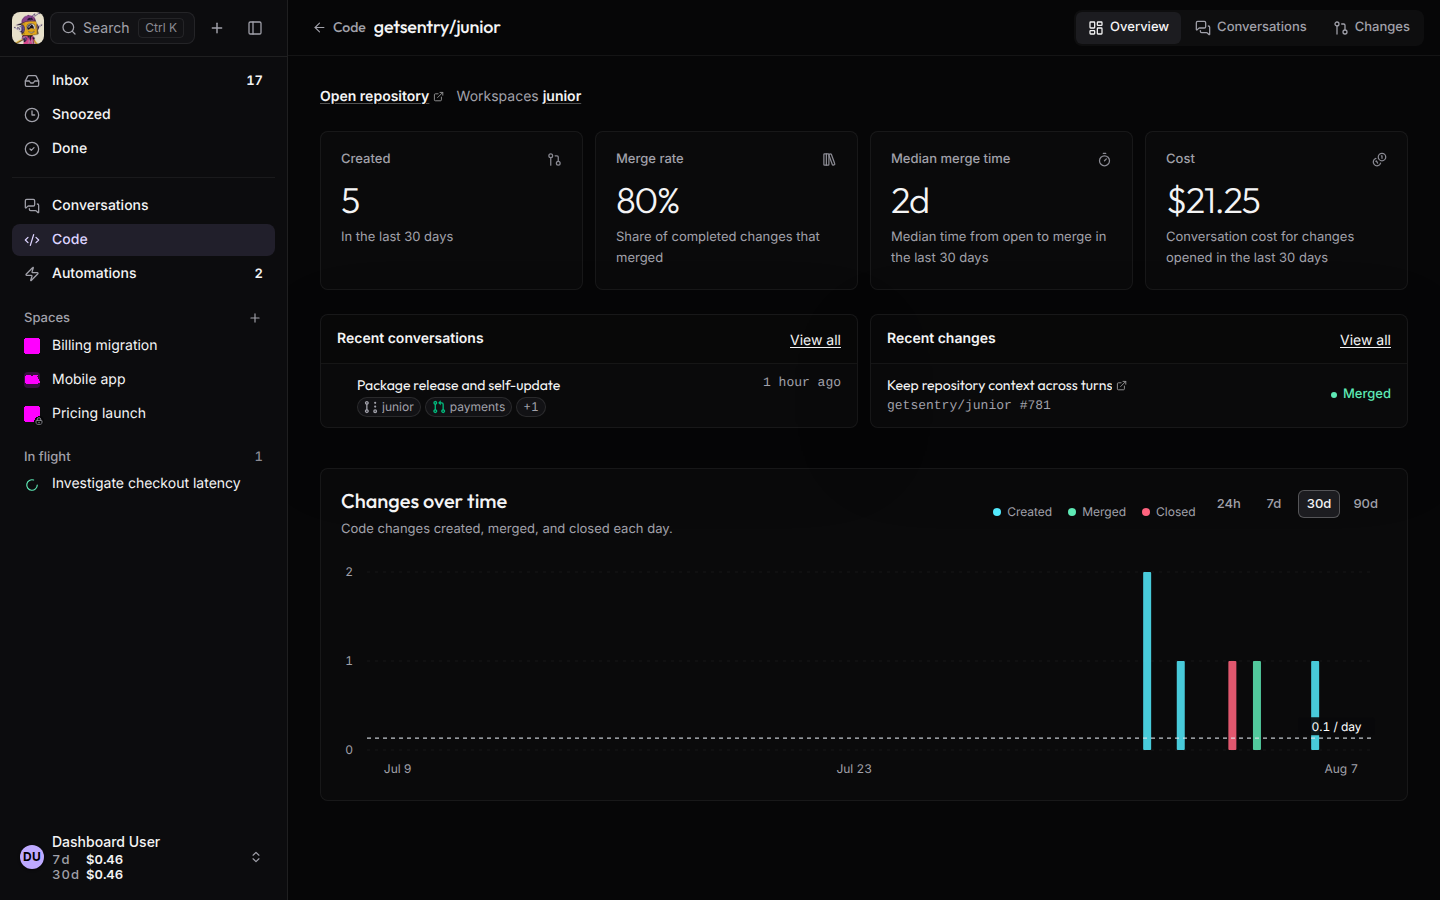 Search Ctrl K
Inbox 17
Snoozed
Done
Conversations
Code
Automations 2
Spaces
Billing migration
Mobile app
Pricing launch
In flight 1
Investigate checkout latency
DU Dashboard User
7d $0.46
30d $0.46
Code getsentry/junior
Overview Conversations Changes
Open repository Workspaces junior
Created
5
In the last 30 days
Merge rate
80%
Share of completed changes that
merged
Median merge time
2d
Median time from open to merge in
the last 30 days
Cost
$21.25
Conversation cost for changes
opened in the last 30 days
Recent conversations View all
Package release and self-update 1 hour ago
junior payments +1
Recent changes View all
Keep repository context across turns
getsentry/junior #781
Merged
Changes over time
Code changes created, merged, and closed each day.
Created Merged Closed
24h 7d 30d 90d
2
1
0.1 / day
0
Jul 9 Jul 23 Aug 7